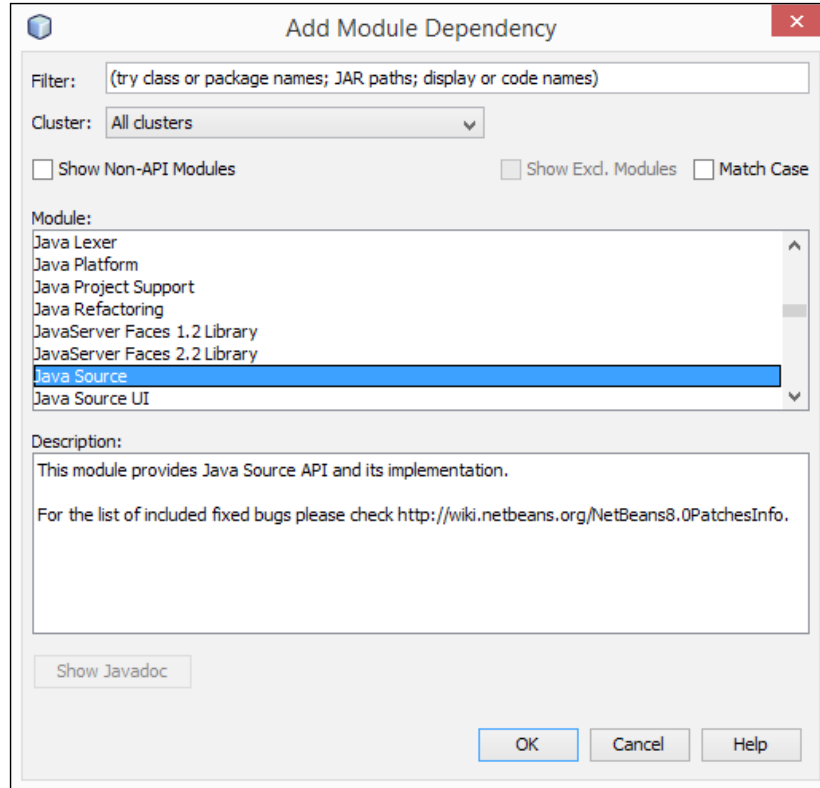 Add Module Dependency
Filter: (try class or package names; JAR paths; display or code names)
Cluster: All clusters
Show Non-API Modules Show Excl. Modules Match Case
Module:
Java Lexer
Java Platform
Java Project Support
Java Refactoring
JavaServer Faces 1.2 Library
JavaServer Faces 2.2 Library
Java Source
Java Source UI
Description:
This module provides Java Source API and its implementation.
For the list of included fixed bugs please check http://wiki.netbeans.org/NetBeans8.0PatchesInfo.
Show Javadoc
OK Cancel Help